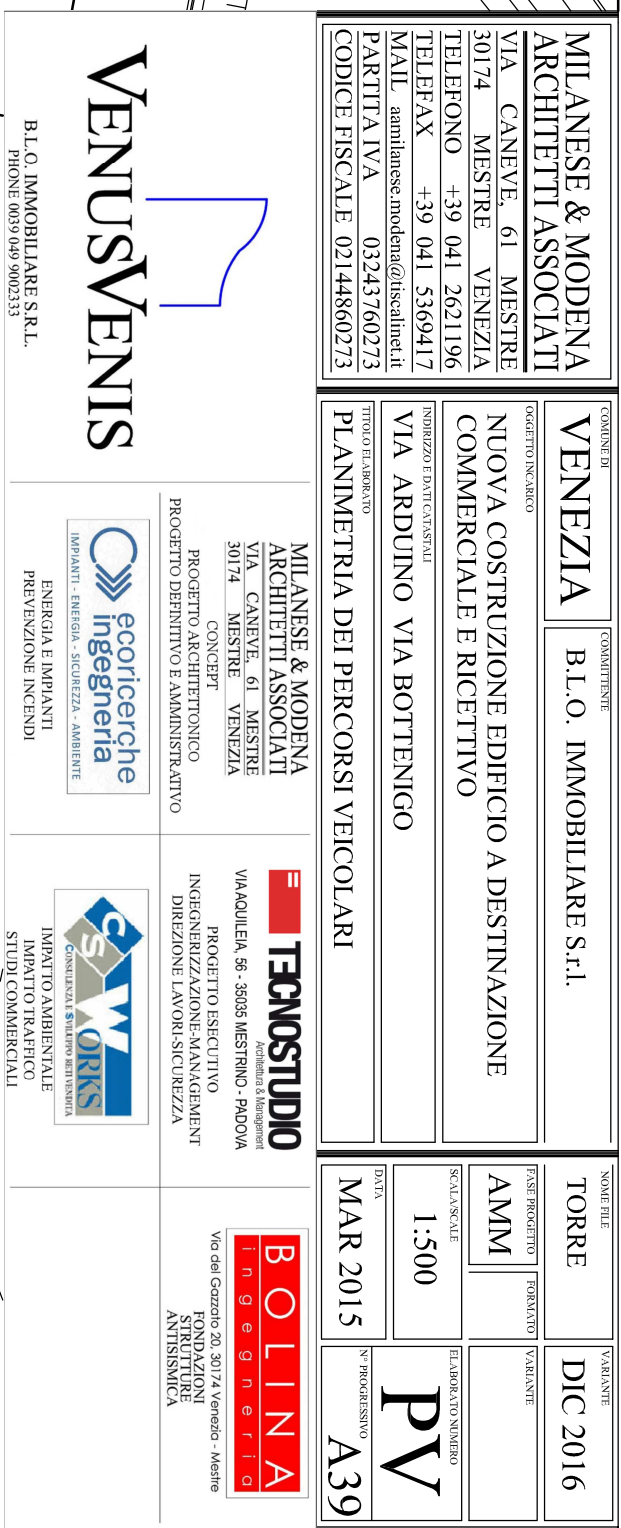 MILANESE & MODENA
ARCHITETTI ASSOCIATI
VIA CANEVE, 61 MESTRE
30174 MESTRE VENEZIA
TELEFONO +39 041 2621196
TELEFAX +39 041 5369417
MAIL aamilanese.modena@tiscalinet.it
PARTITA IVA 03243760273
CODICE FISCALE 02144860273
COMUNE DI
VENEZIA
COMMITTENTE
B.L.O. IMMOBILIARE S.r.l.
OGGETTO INCARICO
NUOVA COSTRUZIONE EDIFICIO A DESTINAZIONE
COMMERCIALE E RICETTIVO
INDIRIZZO E DATI CATASTALI
VIA ARDUINO VIA BOTTENIGO
TITOLO ELABORATO
PLANIMETRIA DEI PERCORSI VEICOLARI
NOME FILE
TORRE
VARIANTE
DIC 2016
FASE PROGETTO
AMM
FORMATO
VARIANTE
SCALA/SCALE
1:500
ELABORATO NUMERO
PV
DATA
MAR 2015
N° PROGRESSIVO
A39
VENUSVENIS
B.L.O. IMMOBILIARE S.R.L.
PHONE 0039 049 9002333
MILANESE & MODENA
ARCHITETTI ASSOCIATI
VIA CANEVE, 61 MESTRE
30174 MESTRE VENEZIA
CONCEPT
PROGETTO ARCHITETTONICO
PROGETTO DEFINITIVO E AMMINISTRATIVO
TECNOSTUDIO
Architettura & Management
VIA AQUILEIA, 56 - 35035 MESTRINO - PADOVA
PROGETTO ESECUTIVO
INGEGNERIZZAZIONE-MANAGEMENT
DIREZIONE LAVORI-SICUREZZA
BOLINA
ingegneria
Via del Gazzato 20, 30174 Venezia - Mestre
FONDAZIONI
STRUTTURE
ANTISISMICA
ecoricerche
ingegneria
IMPIANTI - ENERGIA - SICUREZZA - AMBIENTE
ENERGIA E IMPIANTI
PREVENZIONE INCENDI
CS WORKS
CONSULENZA E SVILUPPO RETI VENDITA
IMPATTO AMBIENTALE
IMPATTO TRAFFICO
STUDI COMMERCIALI